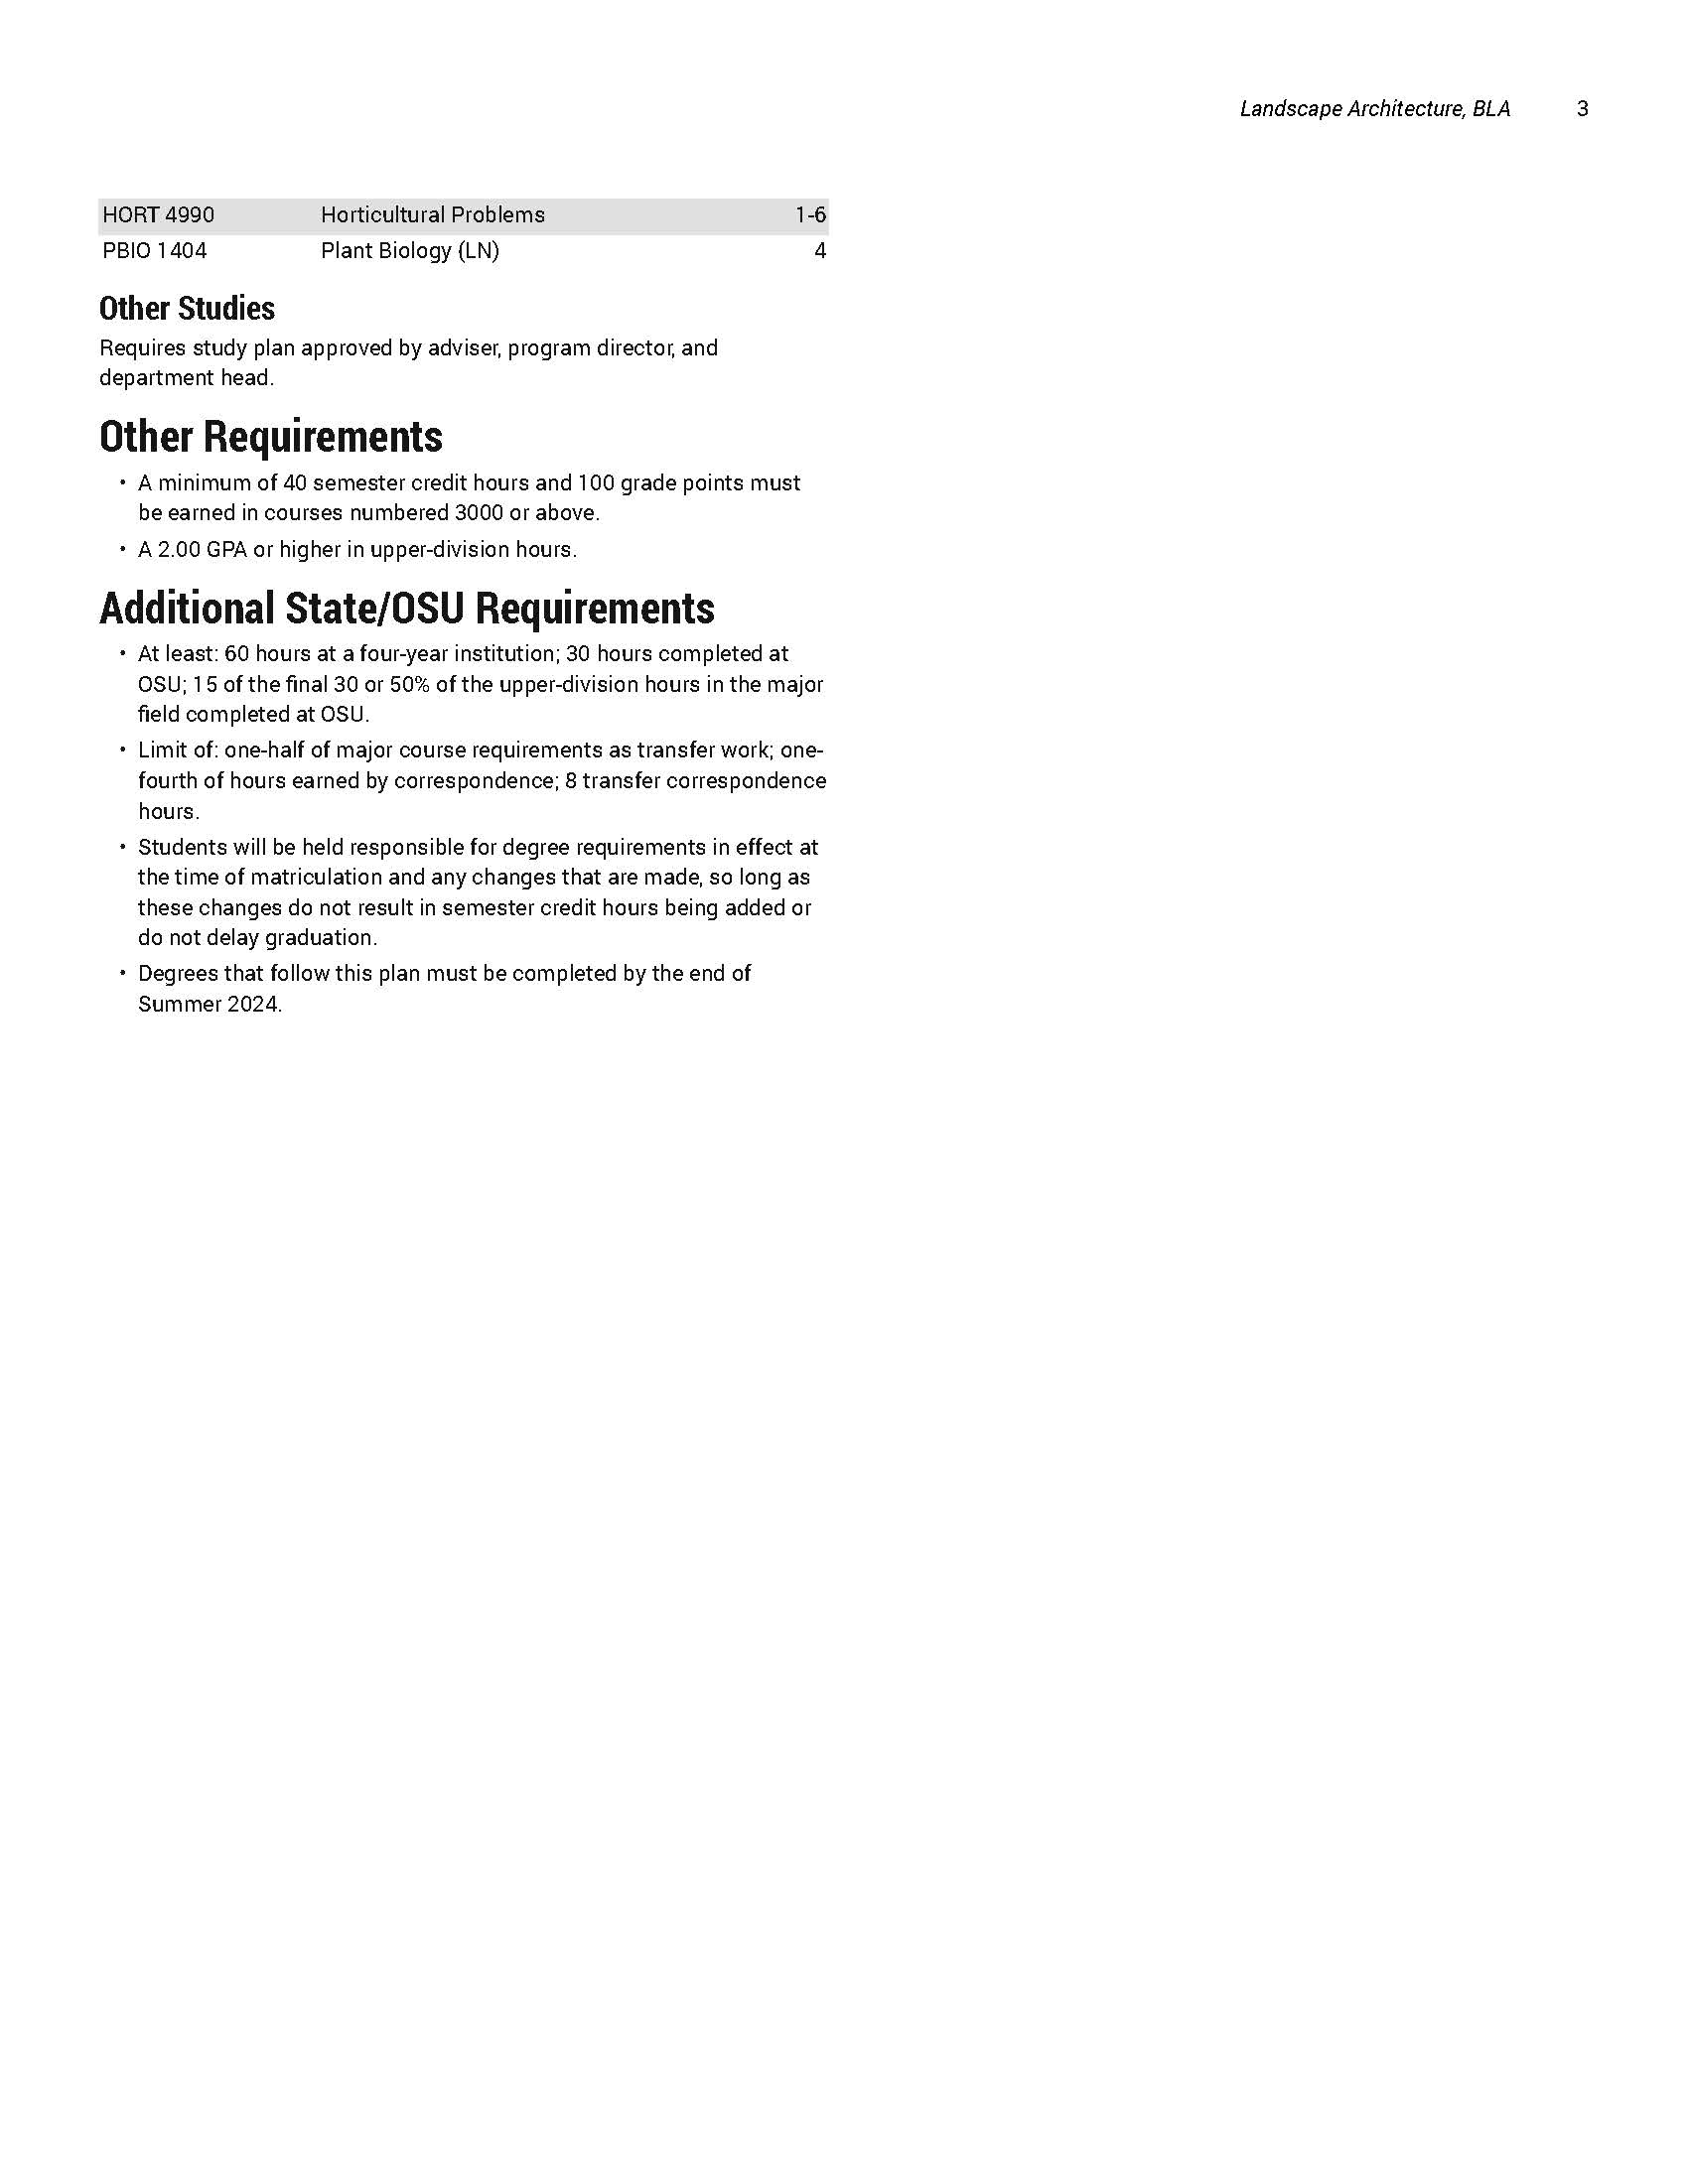 Landscape Architecture, BLA 3
HORT 4990 Horticultural Problems 1-6
PBIO 1404 Plant Biology (LN) 4
Other Studies
Requires study plan approved by adviser, program director, and
department head.
Other Requirements
• A minimum of 40 semester credit hours and 100 grade points must
be earned in courses numbered 3000 or above.
• A 2.00 GPA or higher in upper-division hours.
Additional State/OSU Requirements
• At least: 60 hours at a four-year institution; 30 hours completed at
OSU; 15 of the final 30 or 50% of the upper-division hours in the major
field completed at OSU.
• Limit of: one-half of major course requirements as transfer work; one-
fourth of hours earned by correspondence; 8 transfer correspondence
hours.
• Students will be held responsible for degree requirements in effect at
the time of matriculation and any changes that are made, so long as
these changes do not result in semester credit hours being added or
do not delay graduation.
• Degrees that follow this plan must be completed by the end of
Summer 2024.